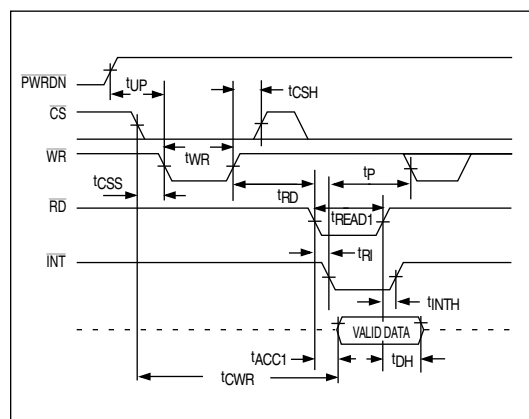 PWRDN
tUP
tCSH
CS
tWR
WR
tCSS
tRD
tP
RD
tREAD1
tRI
INT
tINTH
VALID DATA
tACC1
tDH
tCWR